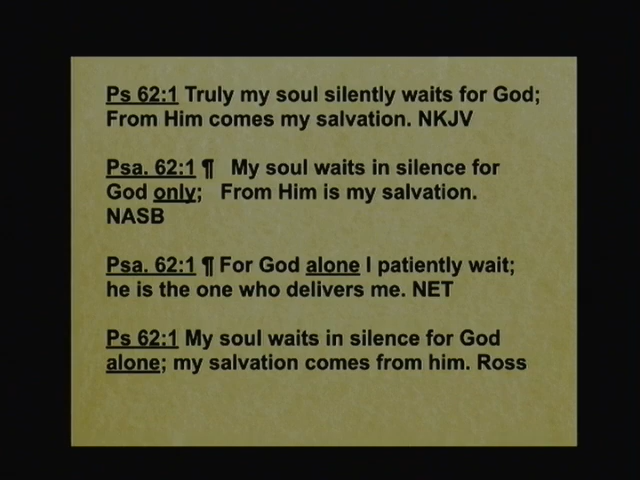 Ps 62:1 Truly my soul silently waits for God;
From Him comes my salvation. NKJV
Psa. 62:1 ¶ My soul waits in silence for
God only; From Him is my salvation.
NASB
Psa. 62:1 ¶ For God alone I patiently wait;
he is the one who delivers me. NET
Ps 62:1 My soul waits in silence for God
alone; my salvation comes from him. Ross